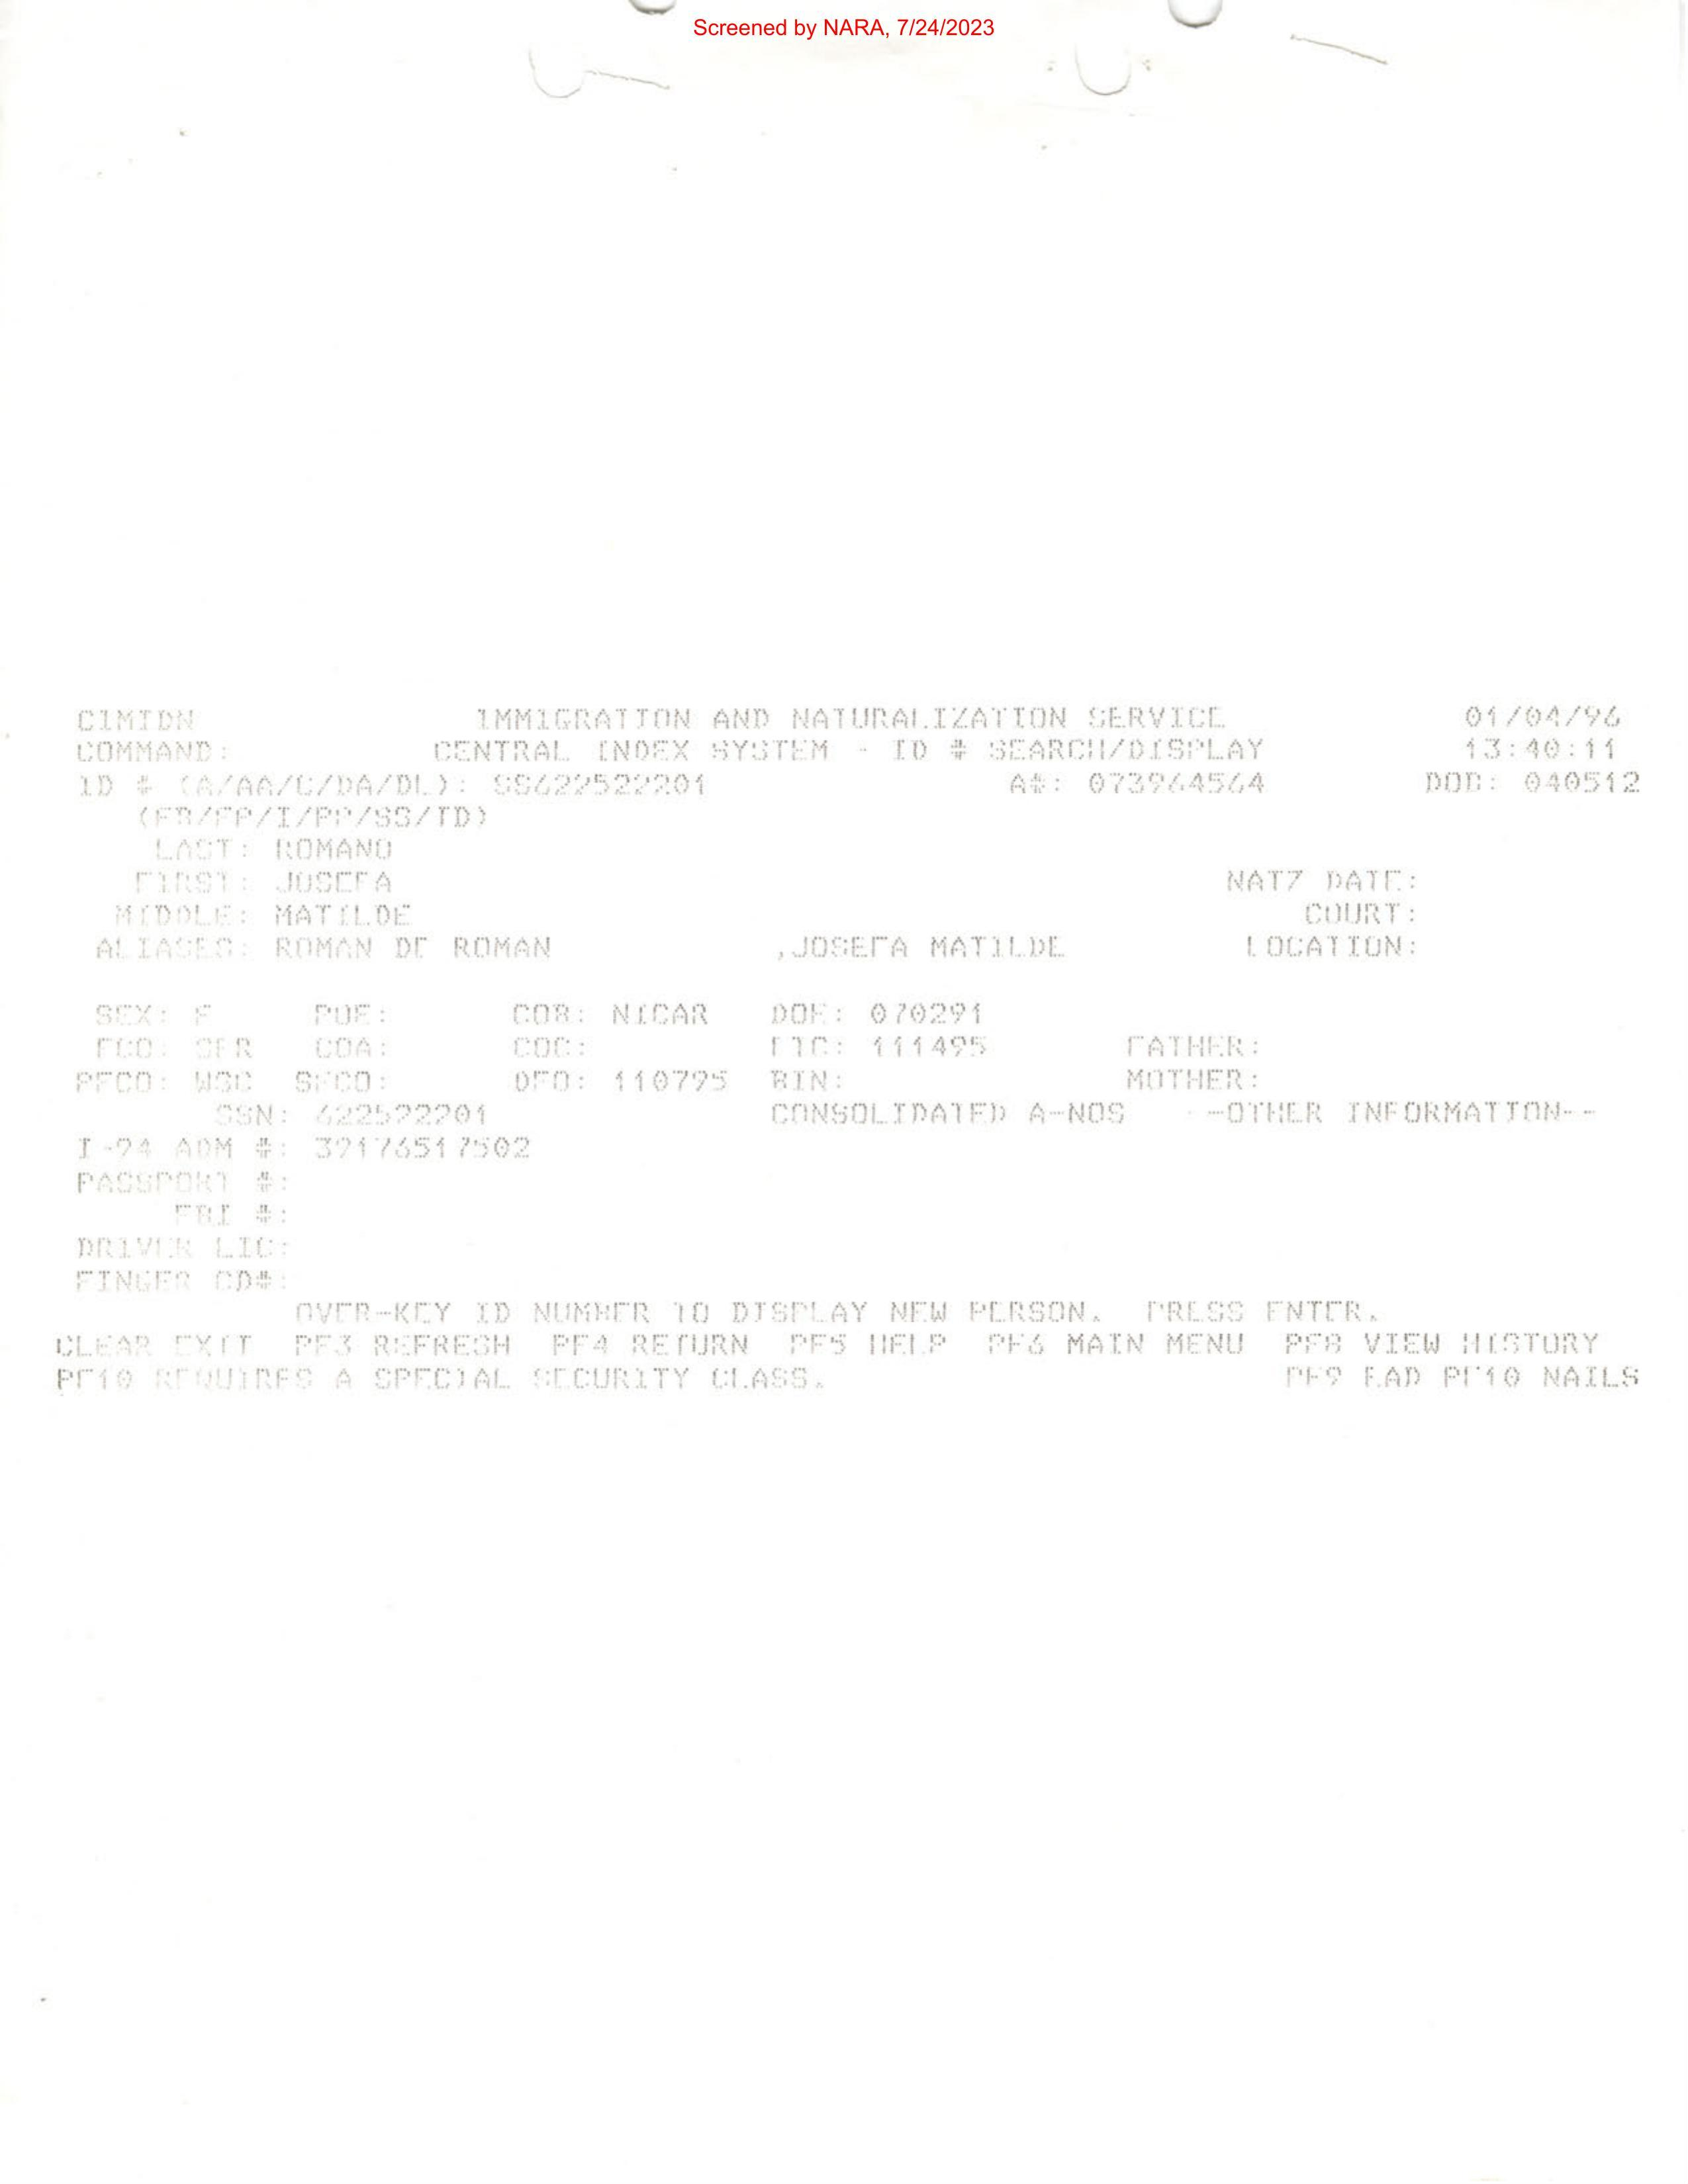 Screened by NARA, 7/24/2023
CIMIDN IMMIGRATION AND NATURALIZATION SERVICE 01/04/96
COMMAND: CENTRAL INDEX SYSTEM - ID # SEARCH/DISPLAY 13:40:11
ID # (A/AA/C/DA/DL): SS622522201 A#: 073964564 DOB: 040512
(FB/FP/I/PP/SS/TD)
LAST: ROMANO
FIRST: JOSEFA NATZ DATE:
MIDDLE: MATILDE COURT:
ALIASES: ROMAN DE ROMAN ,JOSEFA MATILDE LOCATION:
SEX: F POE: COB: NICAR DOE: 070291
FCO: SFR COA: COC: 111495 FATHER:
PFCO: WSC SFCO: DFO: 110795 BIN: MOTHER:
SSN: 622522201 CONSOLIDATED A-NOS --OTHER INFORMATION--
I-94 ADM #: 39176517502
PASSPORT #:
FBI #:
DRIVER LIC:
FINGER CD#:
OVER-KEY ID NUMBER TO DISPLAY NEW PERSON. PRESS ENTER.
CLEAR EXIT PF3 REFRESH PF4 RETURN PF5 HELP PF6 MAIN MENU PF8 VIEW HISTORY
PF10 REQUIRES A SPECIAL SECURITY CLASS. PF9 EAD PF10 NAILS